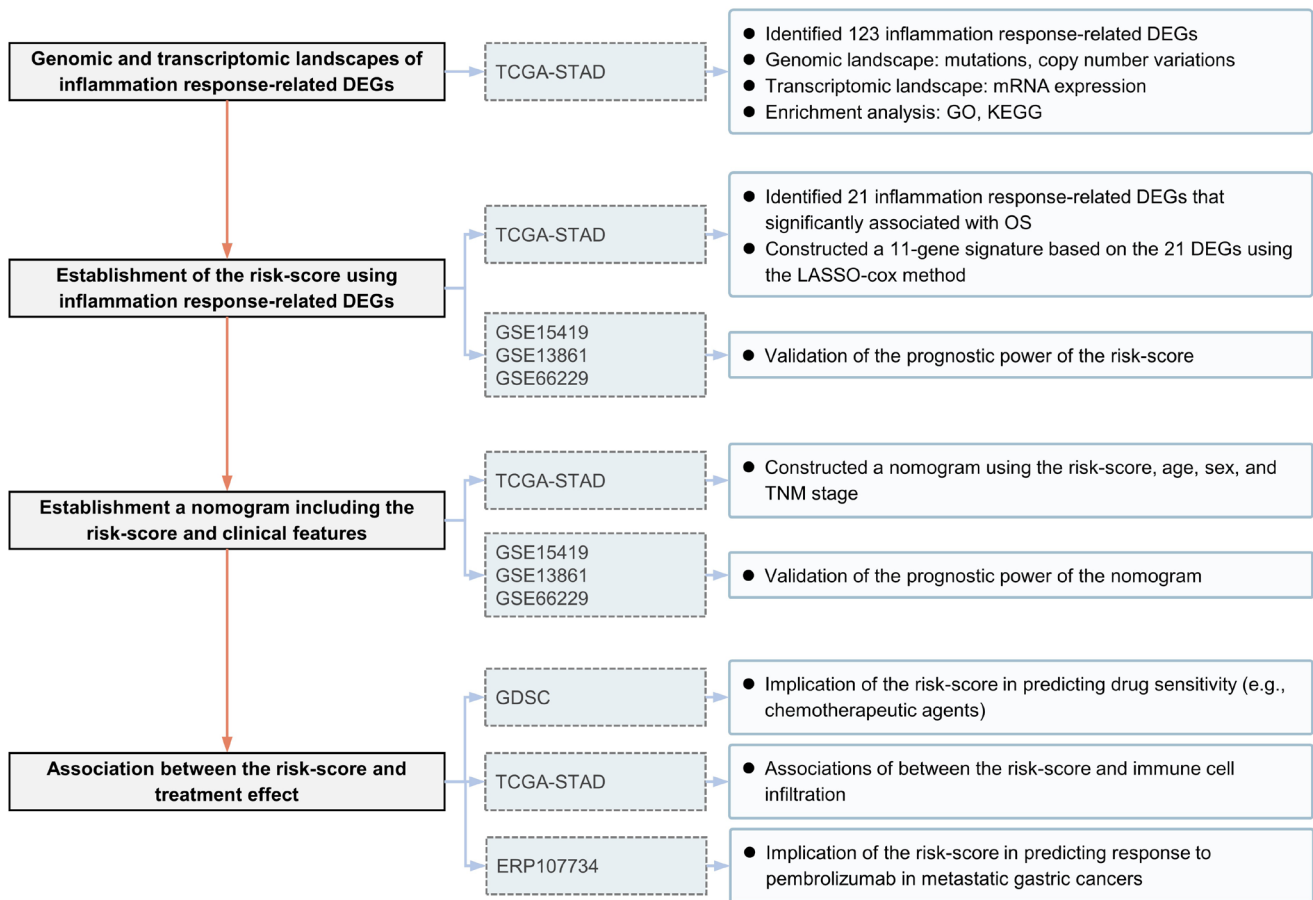 Genomic and transcriptomic landscapes of
inflammation response-related DEGs
TCGA-STAD
● Identified 123 inflammation response-related DEGs
● Genomic landscape: mutations, copy number variations
● Transcriptomic landscape: mRNA expression
● Enrichment analysis: GO, KEGG
Establishment of the risk-score using
inflammation response-related DEGs
TCGA-STAD
● Identified 21 inflammation response-related DEGs that
significantly associated with OS
● Constructed a 11-gene signature based on the 21 DEGs using
the LASSO-cox method
GSE15419
GSE13861
GSE66229
● Validation of the prognostic power of the risk-score
Establishment a nomogram including the
risk-score and clinical features
TCGA-STAD
● Constructed a nomogram using the risk-score, age, sex, and
TNM stage
GSE15419
GSE13861
GSE66229
● Validation of the prognostic power of the nomogram
Association between the risk-score and
treatment effect
GDSC
● Implication of the risk-score in predicting drug sensitivity (e.g.,
chemotherapeutic agents)
TCGA-STAD
● Associations of between the risk-score and immune cell
infiltration
ERP107734
● Implication of the risk-score in predicting response to
pembrolizumab in metastatic gastric cancers